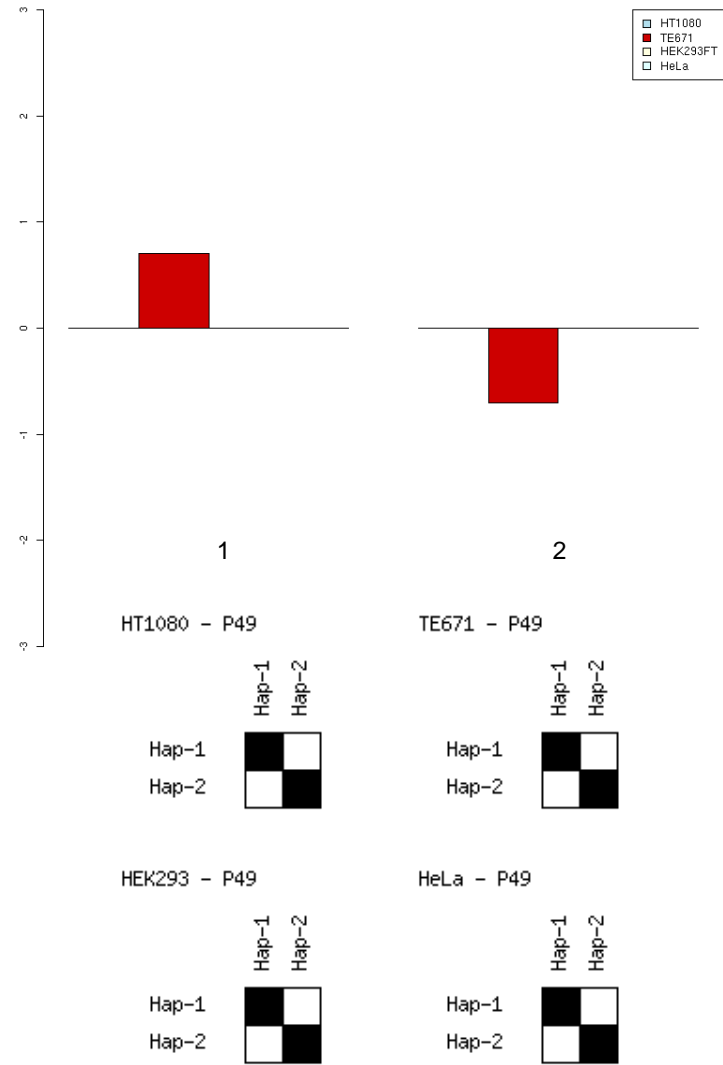 3
2
1
0
-1
-2
-3
HT1080
TE671
HEK293FT
HeLa
1 2
HT1080 - P49
Hap-1 Hap-2
Hap-1
Hap-2
TE671 - P49
Hap-1 Hap-2
Hap-1
Hap-2
HEK293 - P49
Hap-1 Hap-2
Hap-1
Hap-2
HeLa - P49
Hap-1 Hap-2
Hap-1
Hap-2